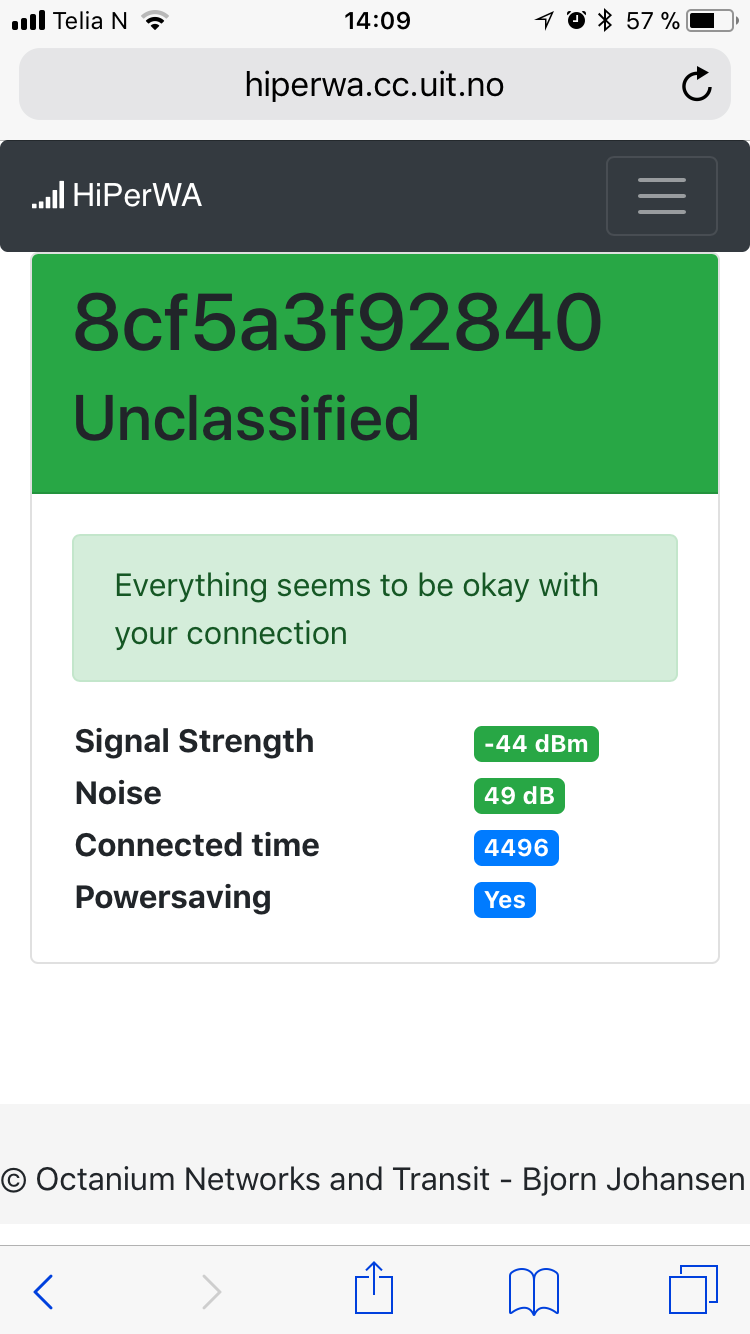 Telia N 14:09 57 %
hiperwa.cc.uit.no
HiPerWA
8cf5a3f92840
Unclassified
Everything seems to be okay with
your connection
Signal Strength -44 dBm
Noise 49 dB
Connected time 4496
Powersaving Yes
© Octanium Networks and Transit - Bjorn Johansen